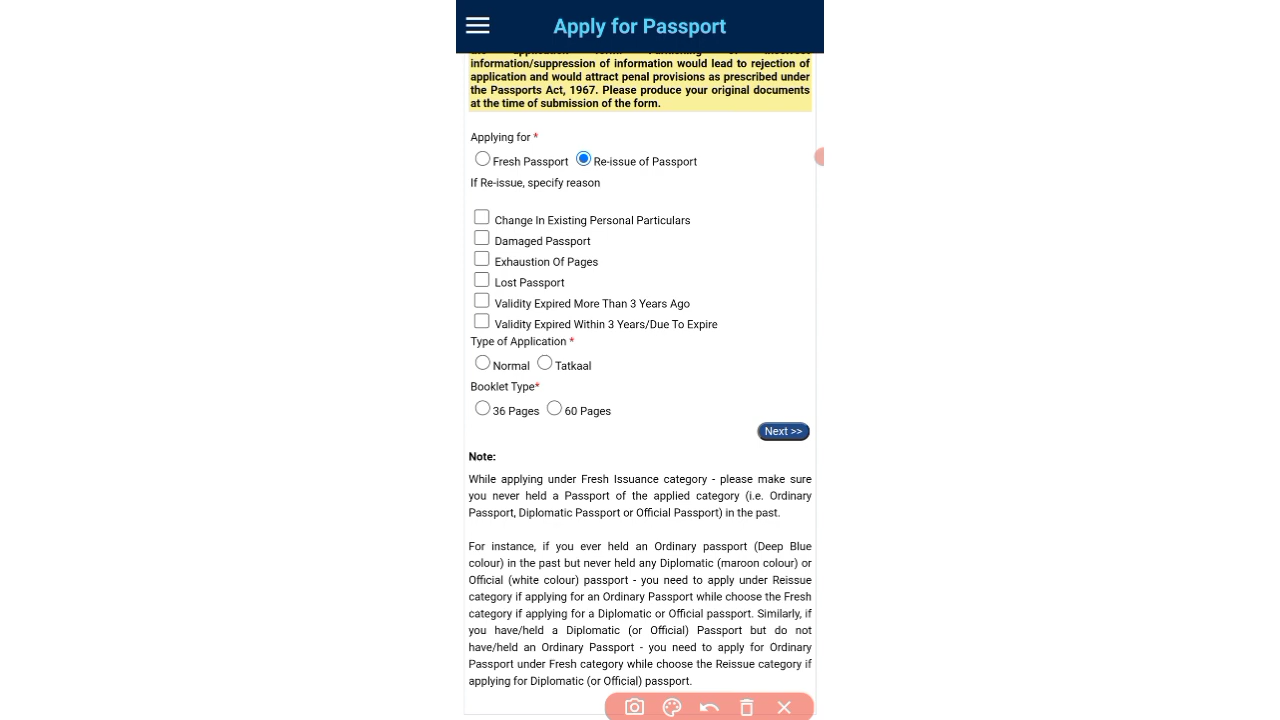 Apply for Passport
information/suppression of information would lead to rejection of
application and would attract penal provisions as prescribed under
the Passports Act, 1967. Please produce your original documents
at the time of submission of the form.
Applying for *
Fresh Passport Re-issue of Passport
If Re-issue, specify reason
Change In Existing Personal Particulars
Damaged Passport
Exhaustion Of Pages
Lost Passport
Validity Expired More Than 3 Years Ago
Validity Expired Within 3 Years/Due To Expire
Type of Application *
Normal Tatkaal
Booklet Type*
36 Pages 60 Pages
Next >>
Note:
While applying under Fresh Issuance category - please make sure
you never held a Passport of the applied category (i.e. Ordinary
Passport, Diplomatic Passport or Official Passport) in the past.
For instance, if you ever held an Ordinary passport (Deep Blue
colour) in the past but never held any Diplomatic (maroon colour) or
Official (white colour) passport - you need to apply under Reissue
category if applying for an Ordinary Passport while choose the Fresh
category if applying for a Diplomatic or Official passport. Similarly, if
you have/held a Diplomatic (or Official) Passport but do not
have/held an Ordinary Passport - you need to apply for Ordinary
Passport under Fresh category while choose the Reissue category if
applying for Diplomatic (or Official) passport.